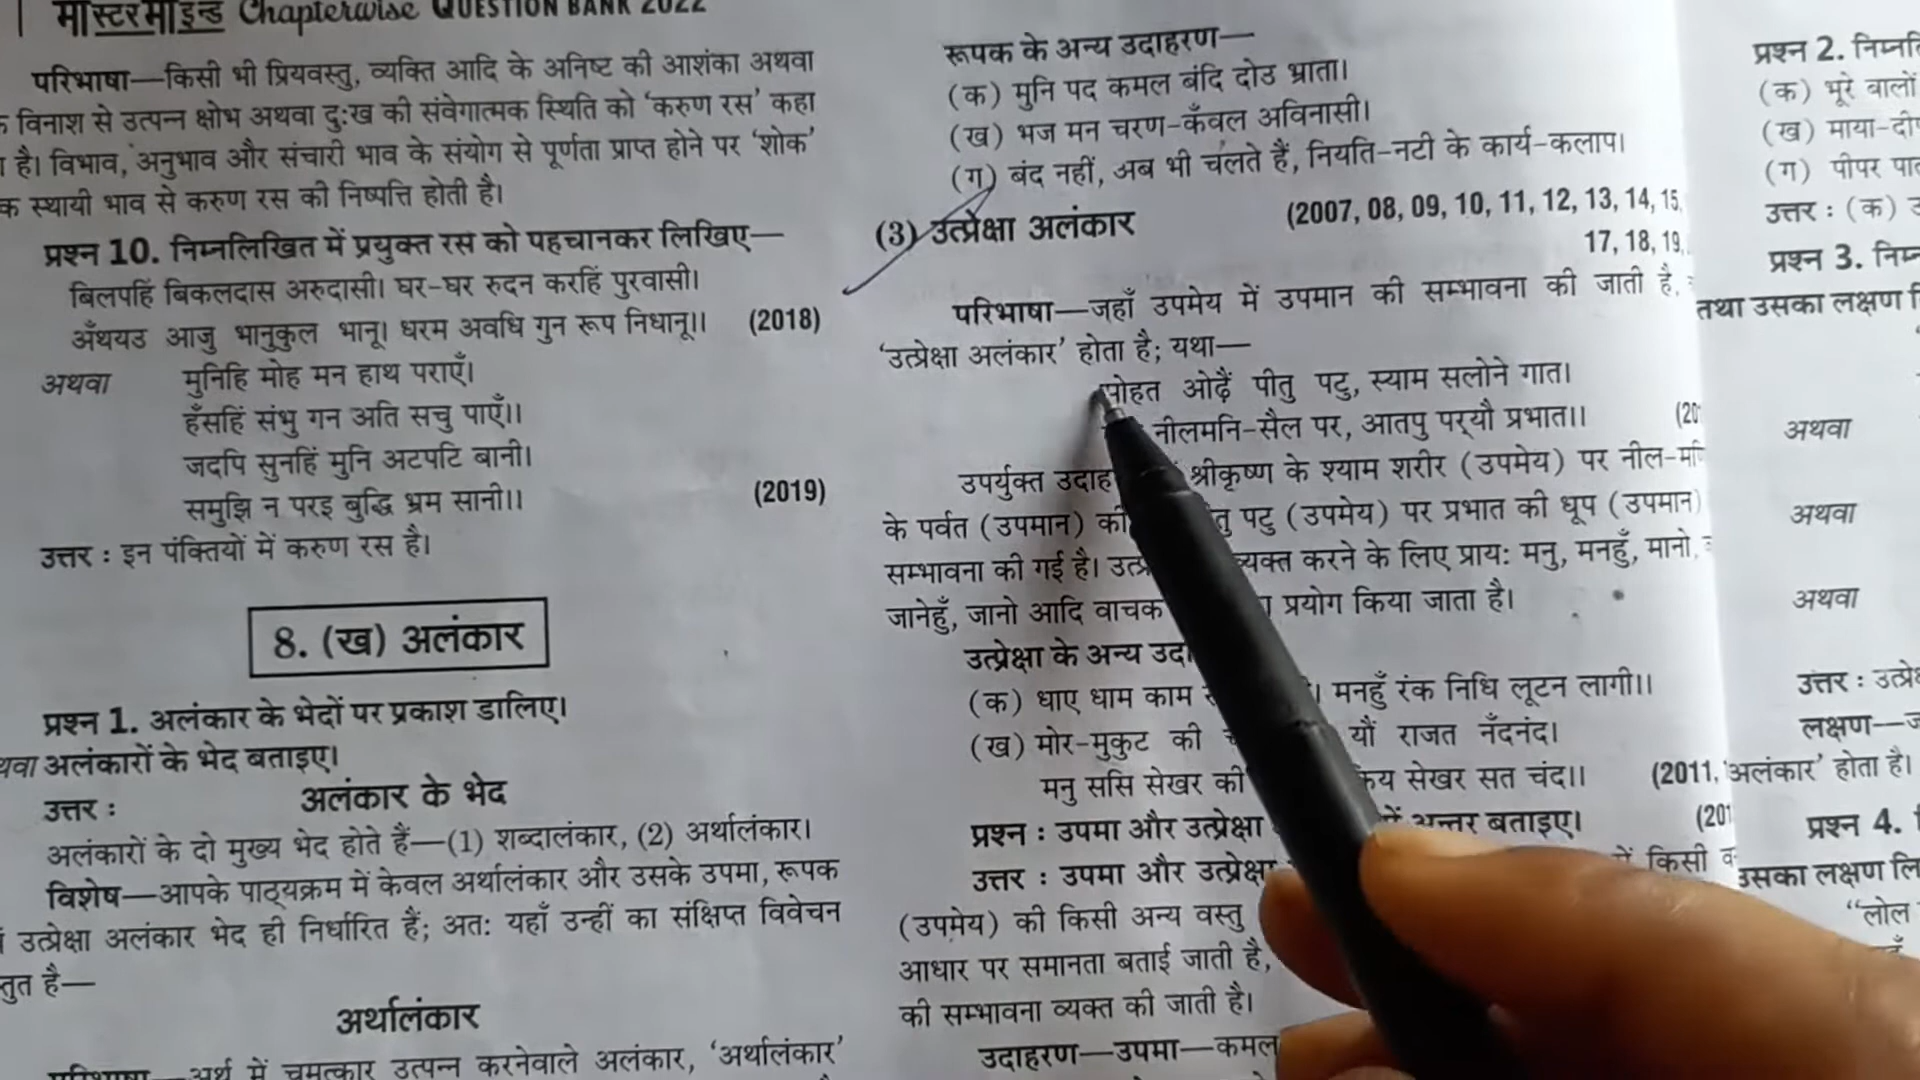 मास्टरमाइन्ड Chapterwise QUESTION BANK 2022
परिभाषा—किसी भी प्रियवस्तु, व्यक्ति आदि के अनिष्ट की आशंका अथवा
विनाश से उत्पन्न क्षोभ अथवा दुःख की संवेगात्मक स्थिति को ‘करुण रस’ कहा
है। विभाव, अनुभाव और संचारी भाव के संयोग से पूर्णता प्राप्त होने पर ‘शोक’
क स्थायी भाव से करुण रस की निष्पत्ति होती है।
प्रश्न 10. निम्नलिखित में प्रयुक्त रस को पहचानकर लिखिए—
बिलपहिं बिकलदास अरुदासी। घर-घर रुदन करहिं पुरवासी।
अँथयउ आजु भानुकुल भानू। धरम अवधि गुन रूप निधानू।। (2018)
अथवा मुनिहि मोह मन हाथ पराएँ।
हँसहिं संभु गन अति सचु पाएँ।।
जदपि सुनहिं मुनि अटपटि बानी।
समुझि न परइ बुद्धि भ्रम सानी।। (2019)
उत्तर : इन पंक्तियों में करुण रस है।
8. (ख) अलंकार
प्रश्न 1. अलंकार के भेदों पर प्रकाश डालिए।
थवा अलंकारों के भेद बताइए।
उत्तर : अलंकार के भेद
अलंकारों के दो मुख्य भेद होते हैं—(1) शब्दालंकार, (2) अर्थालंकार।
विशेष—आपके पाठ्यक्रम में केवल अर्थालंकार और उसके उपमा, रूपक
उत्प्रेक्षा अलंकार भेद ही निर्धारित हैं; अतः यहाँ उन्हीं का संक्षिप्त विवेचन
तुत है—
अर्थालंकार
परिभाषा—अर्थ में चमत्कार उत्पन्न करनेवाले अलंकार, ‘अर्थालंकार’
रूपक के अन्य उदाहरण—
(क) मुनि पद कमल बंदि दोउ भ्राता।
(ख) भज मन चरण-कँवल अविनासी।
(ग) बंद नहीं, अब भी चलते हैं, नियति-नटी के कार्य-कलाप।
(3) उत्प्रेक्षा अलंकार (2007, 08, 09, 10, 11, 12, 13, 14, 15,
17, 18, 19,
परिभाषा—जहाँ उपमेय में उपमान की सम्भावना की जाती है,
‘उत्प्रेक्षा अलंकार’ होता है; यथा—
ओढ़ैं पीतु पटु, स्याम सलोने गात।
नीलमनि-सैल पर, आतपु पर्‌यौ प्रभात।। (20
उपर्युक्त श्रीकृष्ण के श्याम शरीर (उपमेय) पर नील-मणि
के पर्वत (उपमान) की पटु (उपमेय) पर प्रभात की धूप (उपमान)
सम्भावना की गई है। व्यक्त करने के लिए प्रायः मनु, मनहुँ, मानो,
जानेहुँ, जानो आदि वाचक प्रयोग किया जाता है।
उत्प्रेक्षा के अन्य
(क) धाए धाम काम मनहुँ रंक निधि लूटन लागी।।
(ख) मोर-मुकुट की यौं राजत नँदनंद।
मनु ससि सेखर की सेखर सत चंद।। (2011,
प्रश्न : उपमा और उत्प्रेक्षा में अन्तर बताइए। (201
उत्तर : उपमा और उत्प्रेक्षा में किसी
(उपमेय) की किसी अन्य वस्तु
आधार पर समानता बताई जाती है,
की सम्भावना व्यक्त की जाती है।
उदाहरण—उपमा—कमल
प्रश्न 2.
(क) भूरे बालों
(ख) माया-दी
(ग) पीपर पा
उत्तर : (क) उ
प्रश्न 3.
तथा उसका लक्षण
अथवा
अथवा
अथवा
उत्तर :
लक्षण—
अलंकार’ होता है।
प्रश्न 4.
उसका लक्षण लि
“लोल